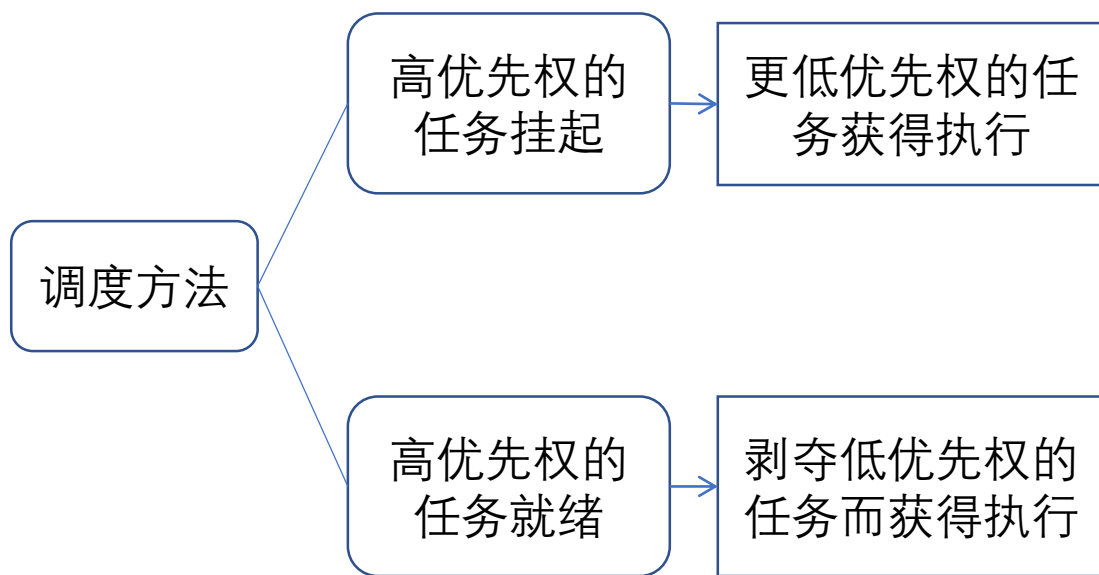 高优先权的
任务挂起
更低优先权的任
务获得执行
调度方法
高优先权的
任务就绪
剥夺低优先权的
任务而获得执行